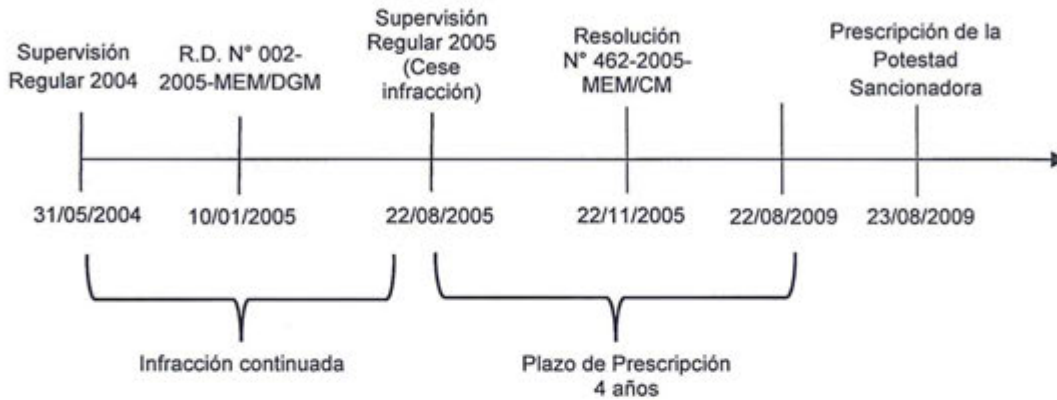 Supervisión
Regular 2004
R.D. N° 002-
2005-MEM/DGM
Supervisión
Regular 2005
(Cese
infracción)
Resolución
N° 462-2005-
MEM/CM
Prescripción de la
Potestad
Sancionadora
31/05/2004
10/01/2005
22/08/2005
22/11/2005
22/08/2009
23/08/2009
Infracción continuada
Plazo de Prescripción
4 años